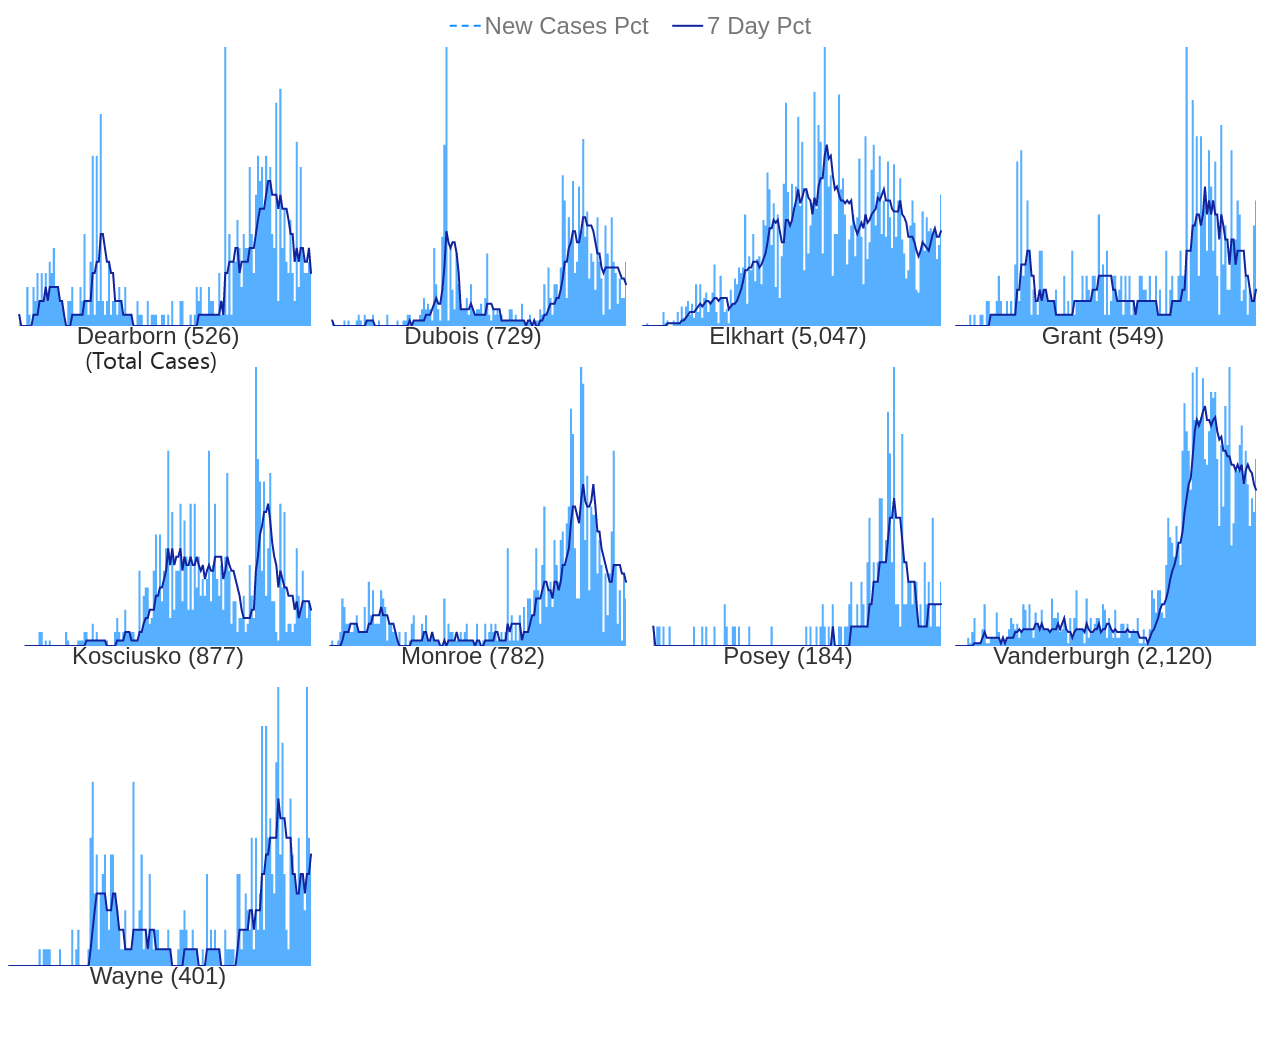 New Cases Pct 7 Day Pct
Dearborn (526) Dubois (729) Elkhart (5,047) Grant (549)
(Total Cases)
Kosciusko (877) Monroe (782) Posey (184) Vanderburgh (2,120)
Wayne (401)